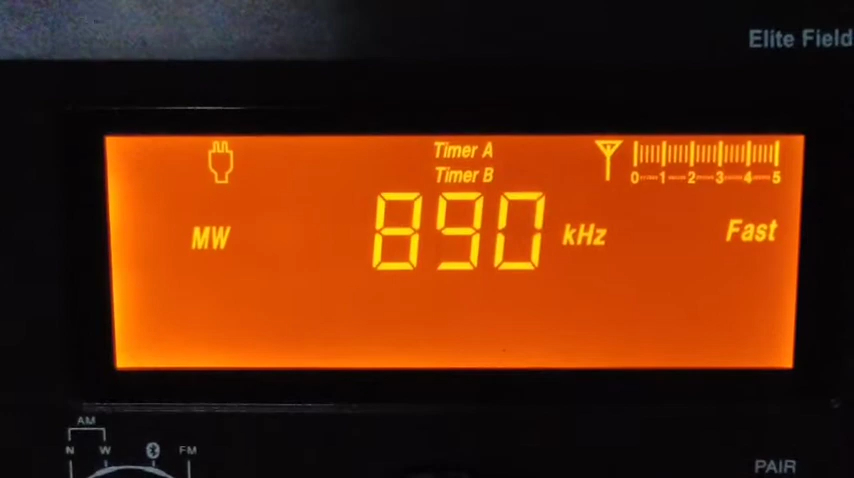 Elite Field
Timer A
Timer B
0 1 2 3 4 5
MW 890 kHz Fast
AM
N W FM
PAIR